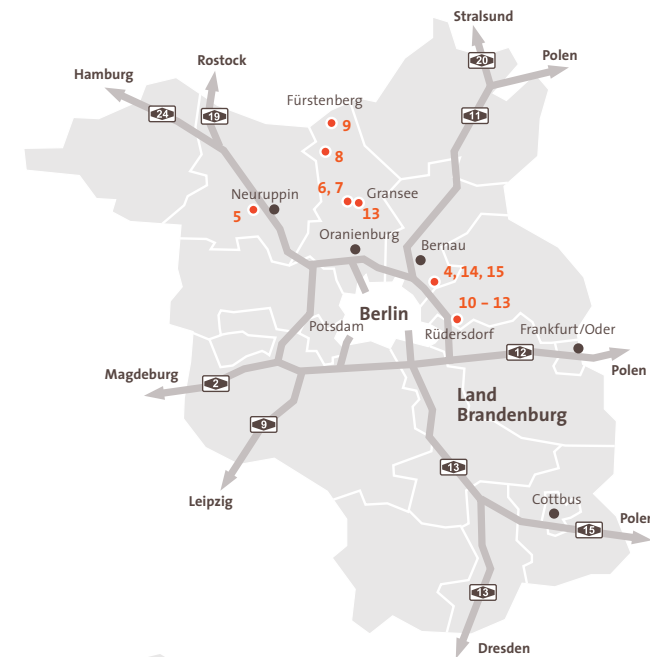 Stralsund
Polen
20
Rostock
Hamburg
24
19
11
Fürstenberg
9
8
6, 7
Gransee
13
Neuruppin
5
Oranienburg
Bernau
4, 14, 15
10 – 13
Berlin
Potsdam
Rüdersdorf
Frankfurt/Oder
12
Polen
Magdeburg
2
Land
Brandenburg
9
13
Leipzig
Cottbus
15
Polen
13
Dresden